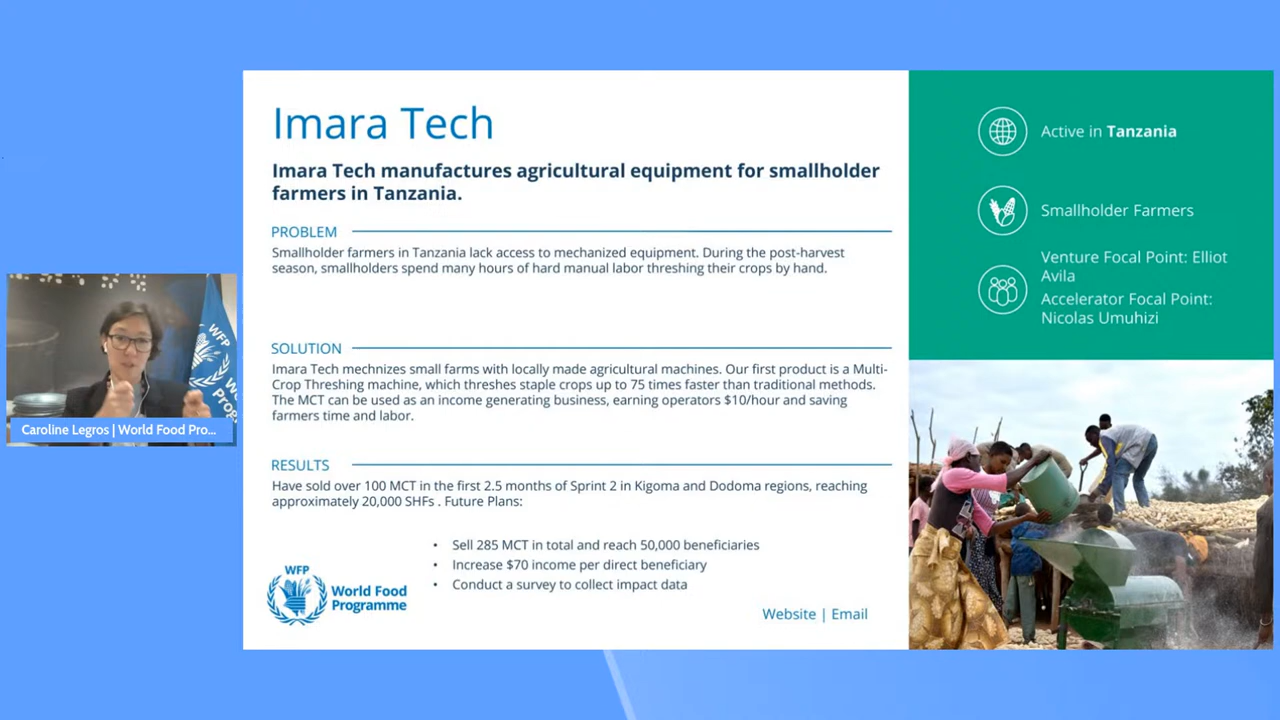 Imara Tech
Imara Tech manufactures agricultural equipment for smallholder
farmers in Tanzania.
PROBLEM
Smallholder farmers in Tanzania lack access to mechanized equipment. During the post-harvest
season, smallholders spend many hours of hard manual labor threshing their crops by hand.
SOLUTION
Imara Tech mechnizes small farms with locally made agricultural machines. Our first product is a Multi-
Crop Threshing machine, which threshes staple crops up to 75 times faster than traditional methods.
The MCT can be used as an income generating business, earning operators $10/hour and saving
farmers time and labor.
RESULTS
Have sold over 100 MCT in the first 2.5 months of Sprint 2 in Kigoma and Dodoma regions, reaching
approximately 20,000 SHFs . Future Plans:
• Sell 285 MCT in total and reach 50,000 beneficiaries
• Increase $70 income per direct beneficiary
• Conduct a survey to collect impact data
WFP
World Food
Programme
Website | Email
Active in Tanzania
Smallholder Farmers
Venture Focal Point: Elliot
Avila
Accelerator Focal Point:
Nicolas Umuhizi
WFP
Caroline Legros | World Food Pro...